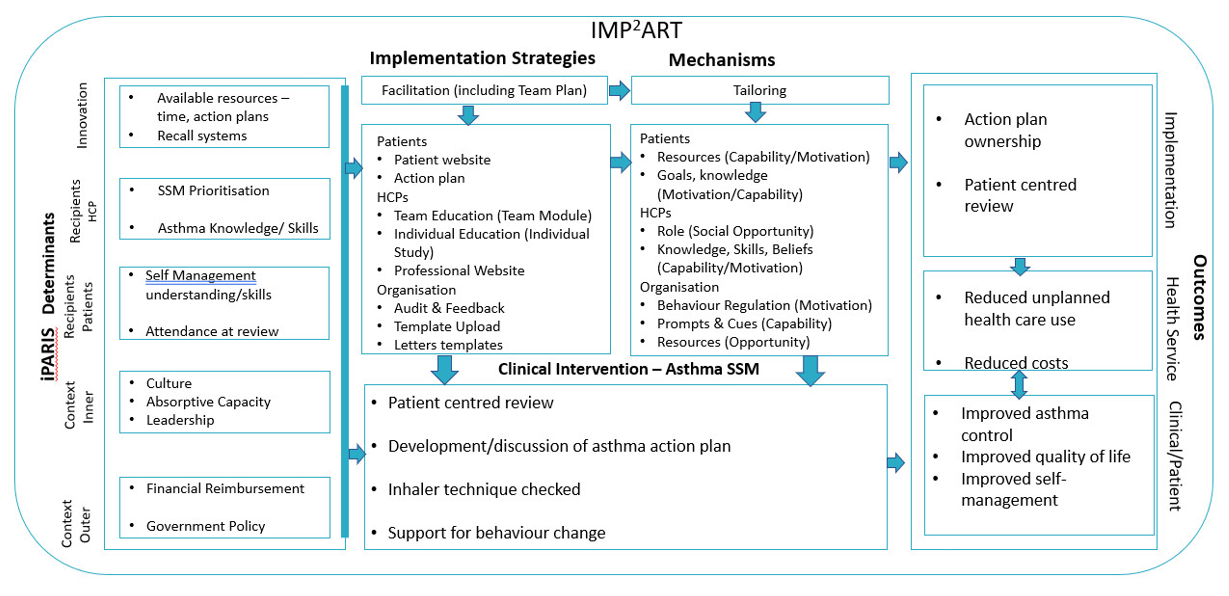 IMP²ART
Implementation Strategies
Mechanisms
iPARIS Determinants
Innovation
• Available resources –
time, action plans
• Recall systems
Recipients
HCP
• SSM Prioritisation
• Asthma Knowledge/ Skills
Recipients
Patients
• Self Management
understanding/skills
• Attendance at review
Context
Inner
• Culture
• Absorptive Capacity
• Leadership
Context
Outer
• Financial Reimbursement
• Government Policy
Facilitation (including Team Plan)
Patients
• Patient website
• Action plan
HCPs
• Team Education (Team Module)
• Individual Education (Individual
Study)
• Professional Website
Organisation
• Audit & Feedback
• Template Upload
• Letters templates
Tailoring
Patients
• Resources (Capability/Motivation)
• Goals, knowledge
(Motivation/Capability)
HCPs
• Role (Social Opportunity)
• Knowledge, Skills, Beliefs
(Capability/Motivation)
Organisation
• Behaviour Regulation (Motivation)
• Prompts & Cues (Capability)
• Resources (Opportunity)
Clinical Intervention – Asthma SSM
• Patient centred review
• Development/discussion of asthma action plan
• Inhaler technique checked
• Support for behaviour change
• Action plan
ownership
• Patient centred
review
Implementation
• Reduced unplanned
health care use
• Reduced costs
Health Service
• Improved asthma
control
• Improved quality of life
• Improved self-
management
Clinical/Patient
Outcomes